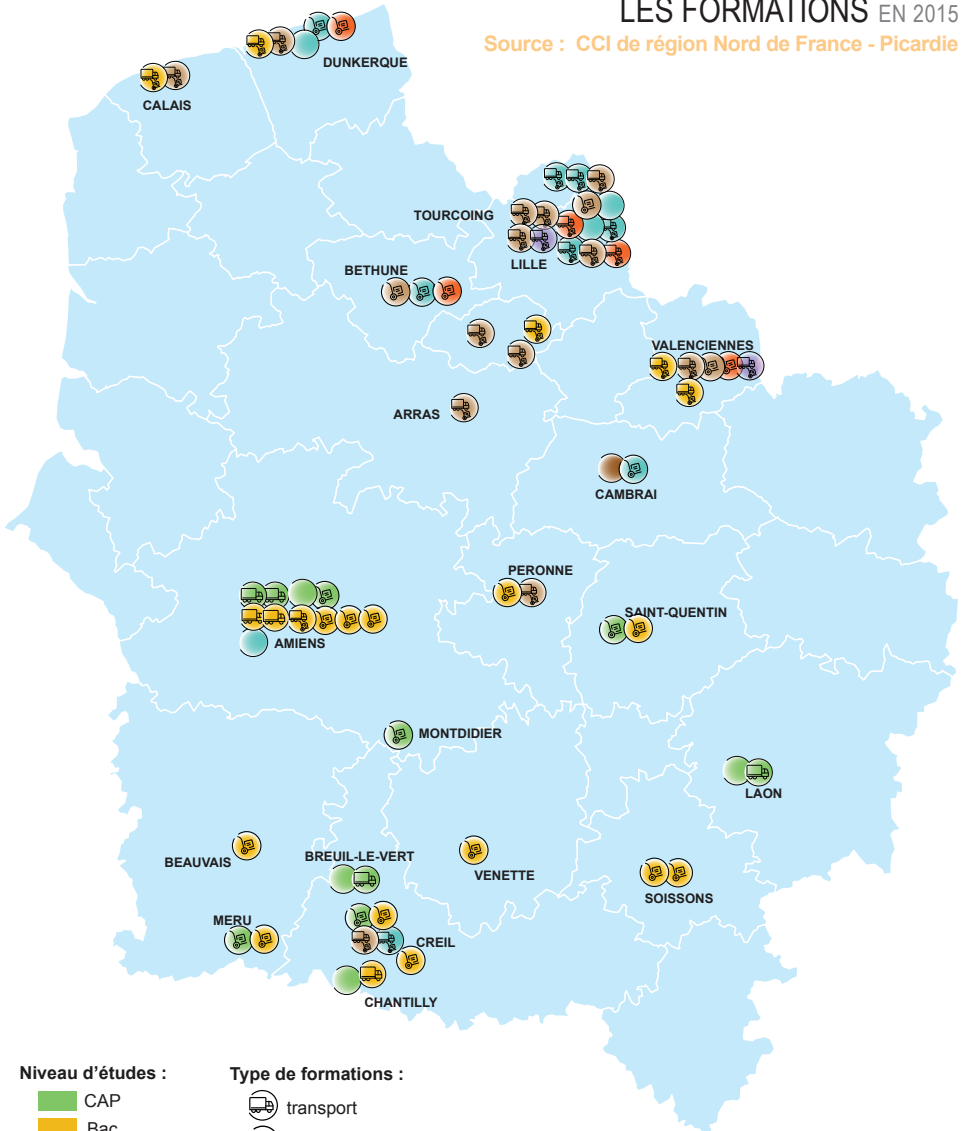 LES FORMATIONS EN 2015
Source : CCI de région Nord de France - Picardie
DUNKERQUE
CALAIS
TOURCOING
LILLE
BETHUNE
VALENCIENNES
ARRAS
CAMBRAI
PERONNE
SAINT-QUENTIN
AMIENS
MONTDIDIER
LAON
BEAUVAIS
BREUIL-LE-VERT
VENETTE
SOISSONS
MERU
CREIL
CHANTILLY
Niveau d'études :
CAP
Bac
Type de formations :
transport